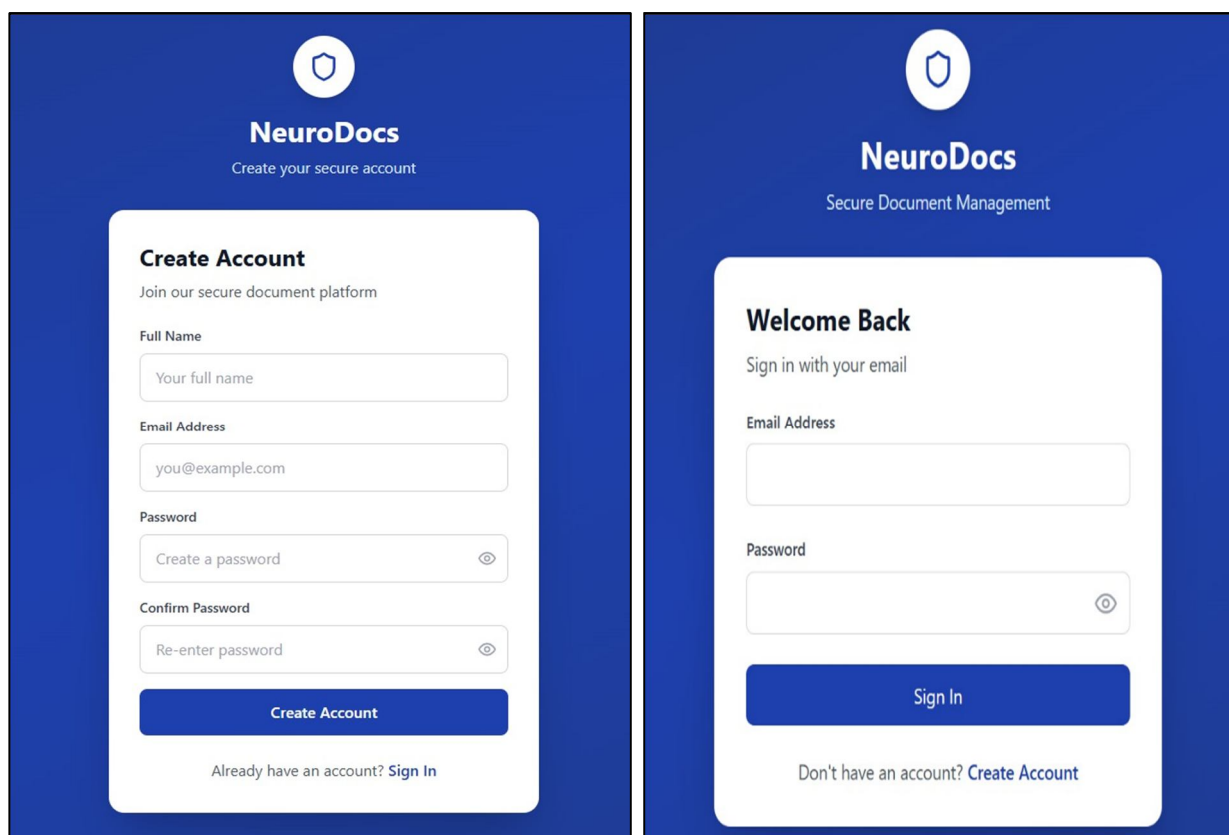 NeuroDocs
Create your secure account
Create Account
Join our secure document platform
Full Name
Your full name
Email Address
you@example.com
Password
Create a password
Confirm Password
Re-enter password
Create Account
Already have an account? Sign In
NeuroDocs
Secure Document Management
Welcome Back
Sign in with your email
Email Address
Password
Sign In
Don't have an account? Create Account